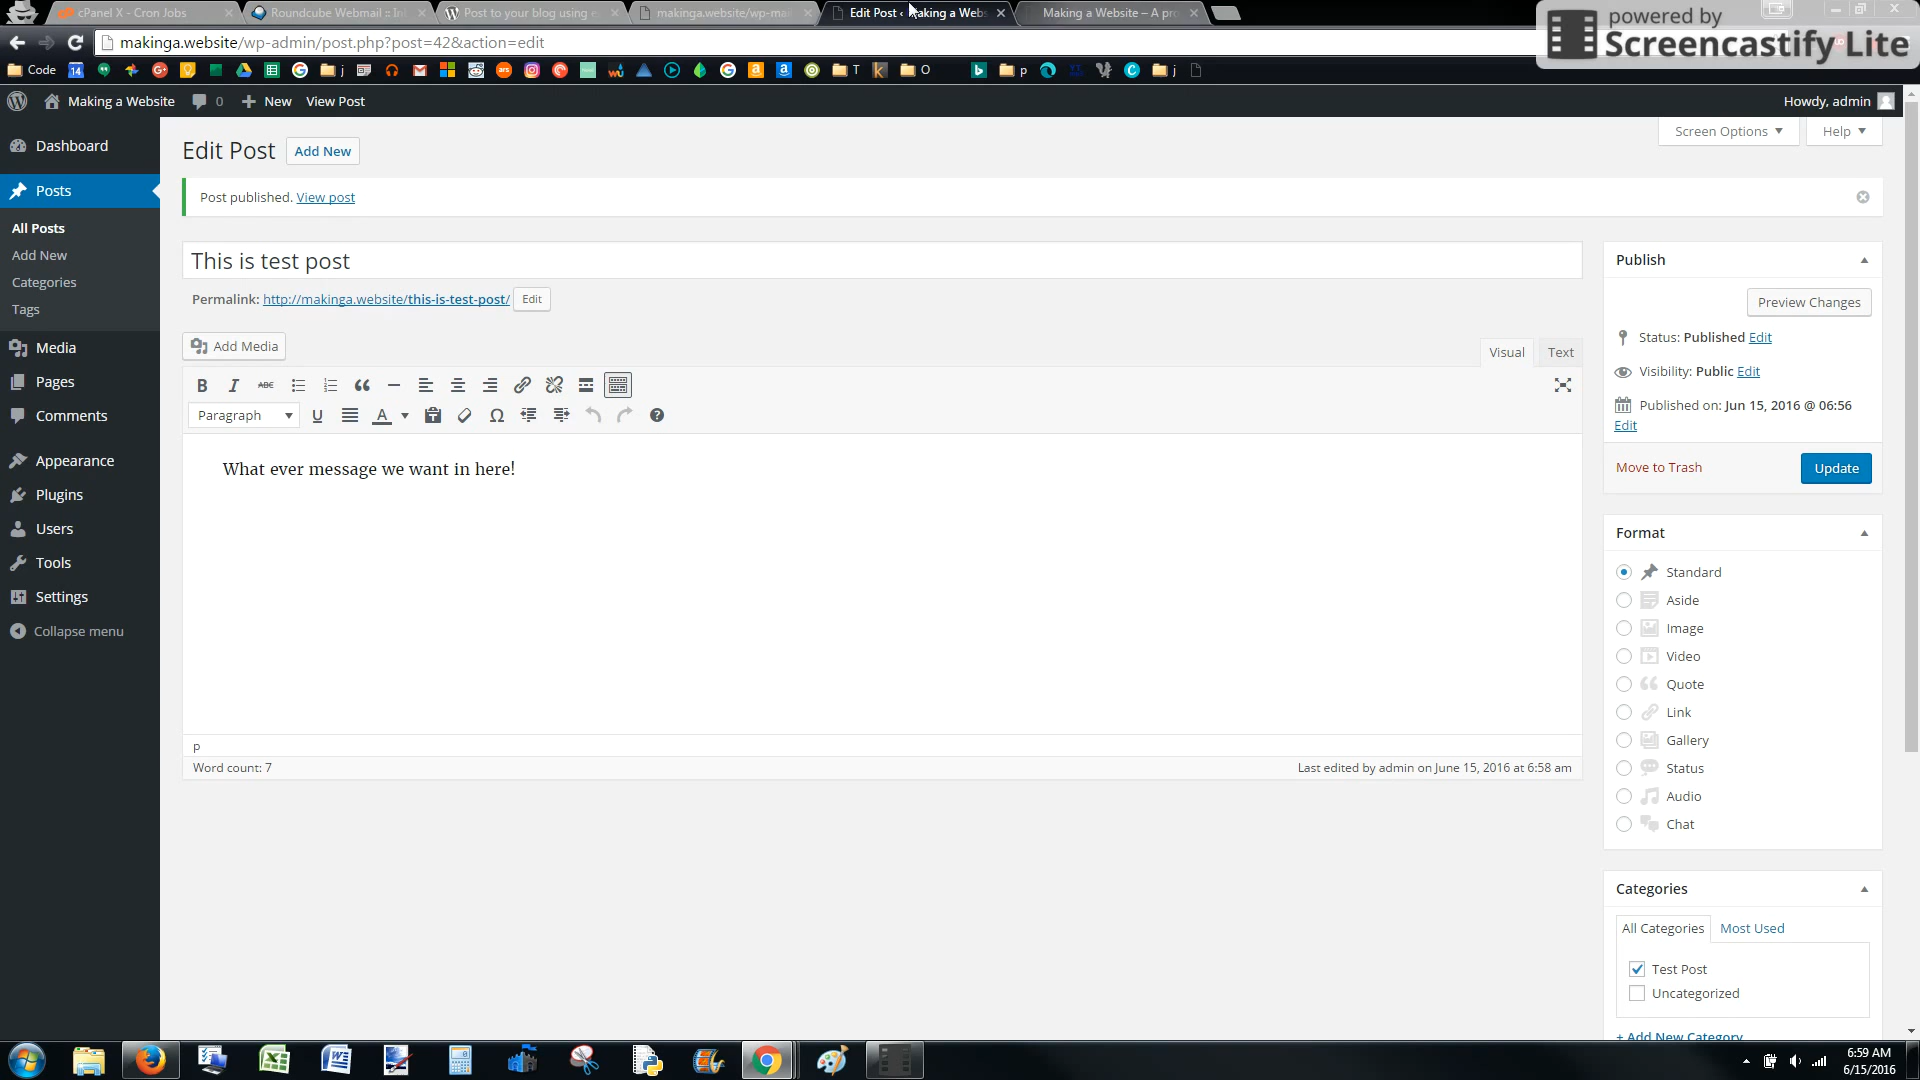 cPanel X - Cron Jobs
Roundcube Webmail :: In
Post to your blog using e
makinga.website/wp-mai
Edit Post ‹ Making a Webs
Making a Website – A pr
powered by
Screencastify Lite
makinga.website/wp-admin/post.php?post=42&action=edit
Code
14
j
T
O
p
j
Making a Website
0
New
View Post
Howdy, admin
Screen Options
Help
Dashboard
Posts
All Posts
Add New
Categories
Tags
Media
Pages
Comments
Appearance
Plugins
Users
Tools
Settings
Collapse menu
Edit Post
Add New
Post published. View post
This is test post
Permalink: http://makinga.website/this-is-test-post/
Edit
Add Media
Visual
Text
B
I
ABC
Paragraph
U
A
Ω
What ever message we want in here!
p
Word count: 7
Last edited by admin on June 15, 2016 at 6:58 am
Publish
Preview Changes
Status: Published Edit
Visibility: Public Edit
Published on: Jun 15, 2016 @ 06:56
Edit
Move to Trash
Update
Format
Standard
Aside
Image
Video
Quote
Link
Gallery
Status
Audio
Chat
Categories
All Categories
Most Used
Test Post
Uncategorized
+ Add New Category
6:59 AM
6/15/2016